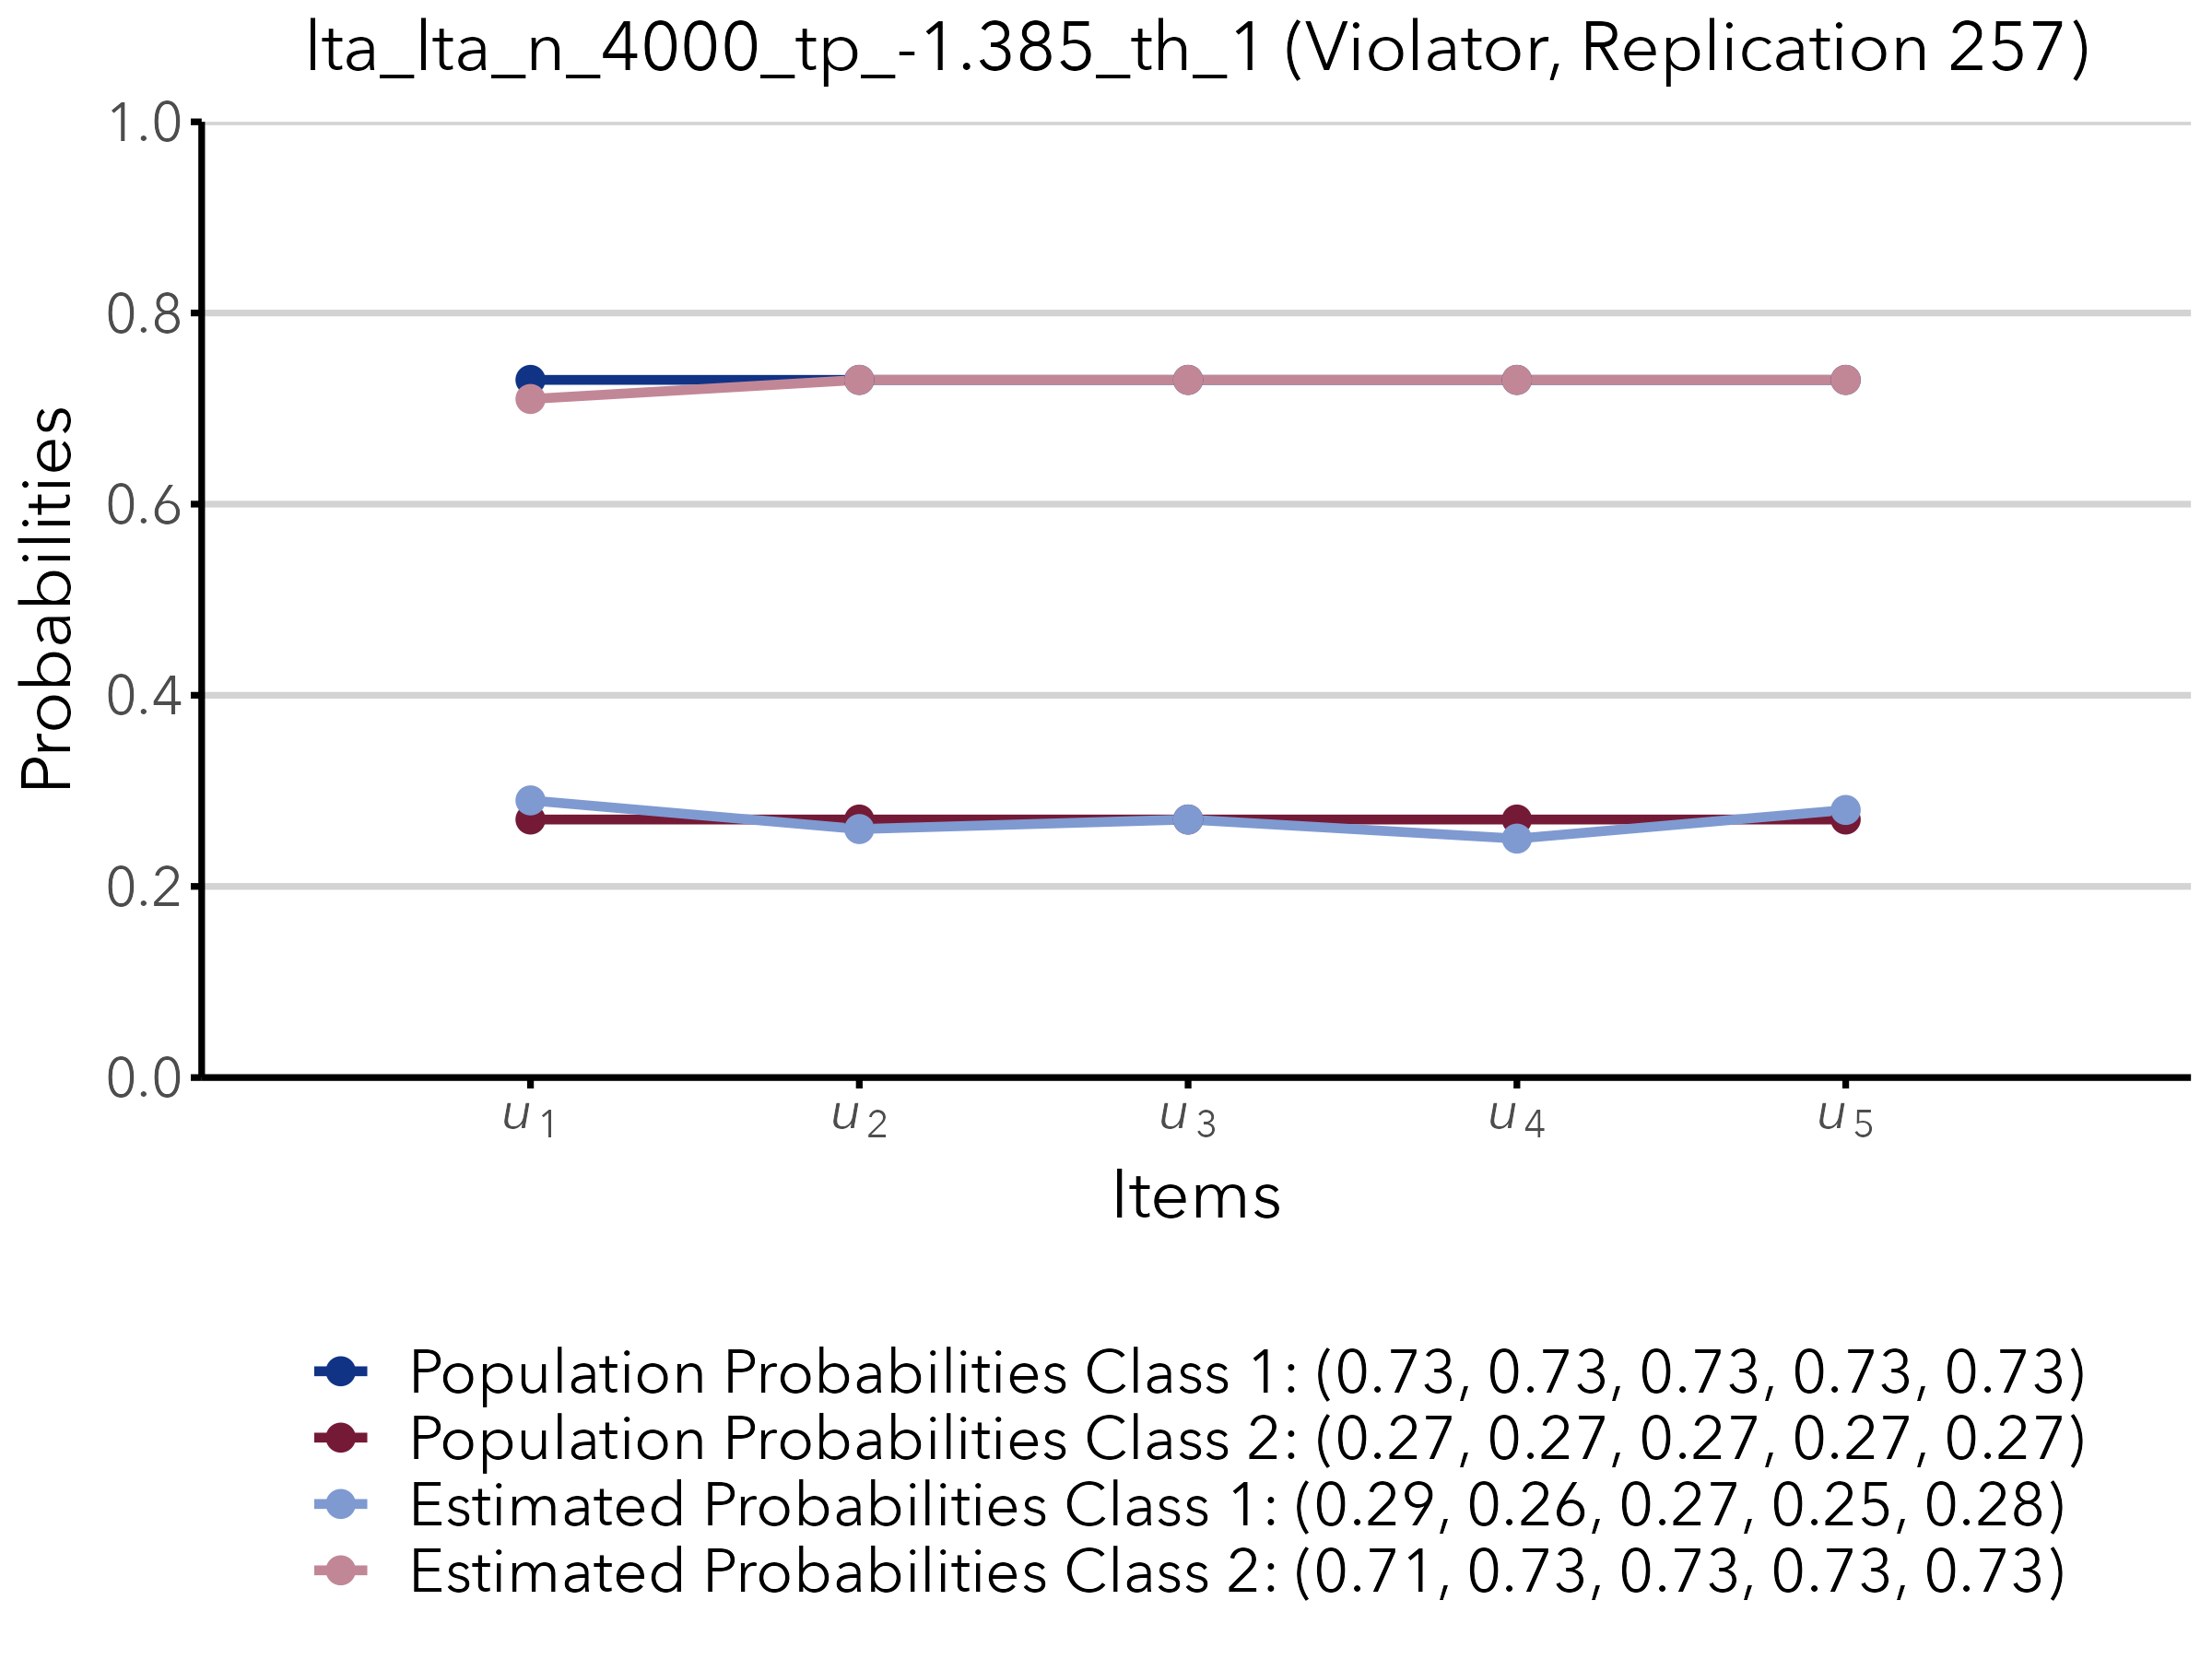 lta_lta_n_4000_tp_-1.385_th_1 (Violator, Replication 257)
1.0
0.8
0.6
0.4
0.2
0.0
Probabilities
u1 u2 u3 u4 u5
Items
Population Probabilities Class 1: (0.73, 0.73, 0.73, 0.73, 0.73)
Population Probabilities Class 2: (0.27, 0.27, 0.27, 0.27, 0.27)
Estimated Probabilities Class 1: (0.29, 0.26, 0.27, 0.25, 0.28)
Estimated Probabilities Class 2: (0.71, 0.73, 0.73, 0.73, 0.73)